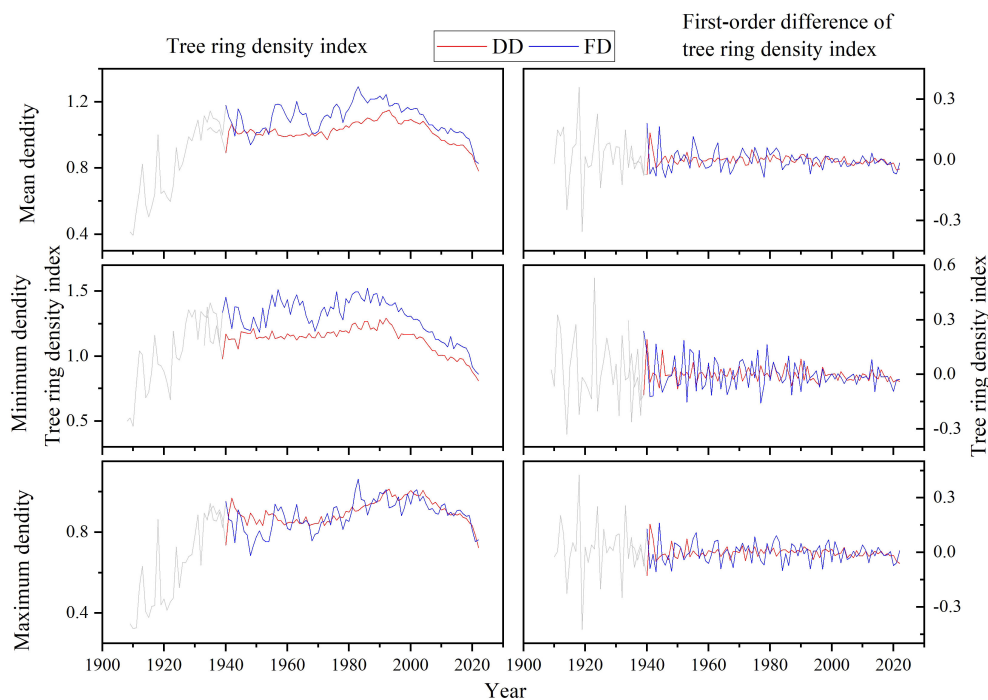 Tree ring density index
DD
FD
First-order difference of
tree ring density index
Mean dendity
1.2
0.8
0.4
0.3
0.0
-0.3
Minimum dendity
Tree ring density index
1.5
1.0
0.5
0.6
0.3
0.0
-0.3
Tree ring density index
Maximum dendity
0.8
0.4
0.3
0.0
-0.3
1900 1920 1940 1960 1980 2000 2020
1900 1920 1940 1960 1980 2000 2020
Year